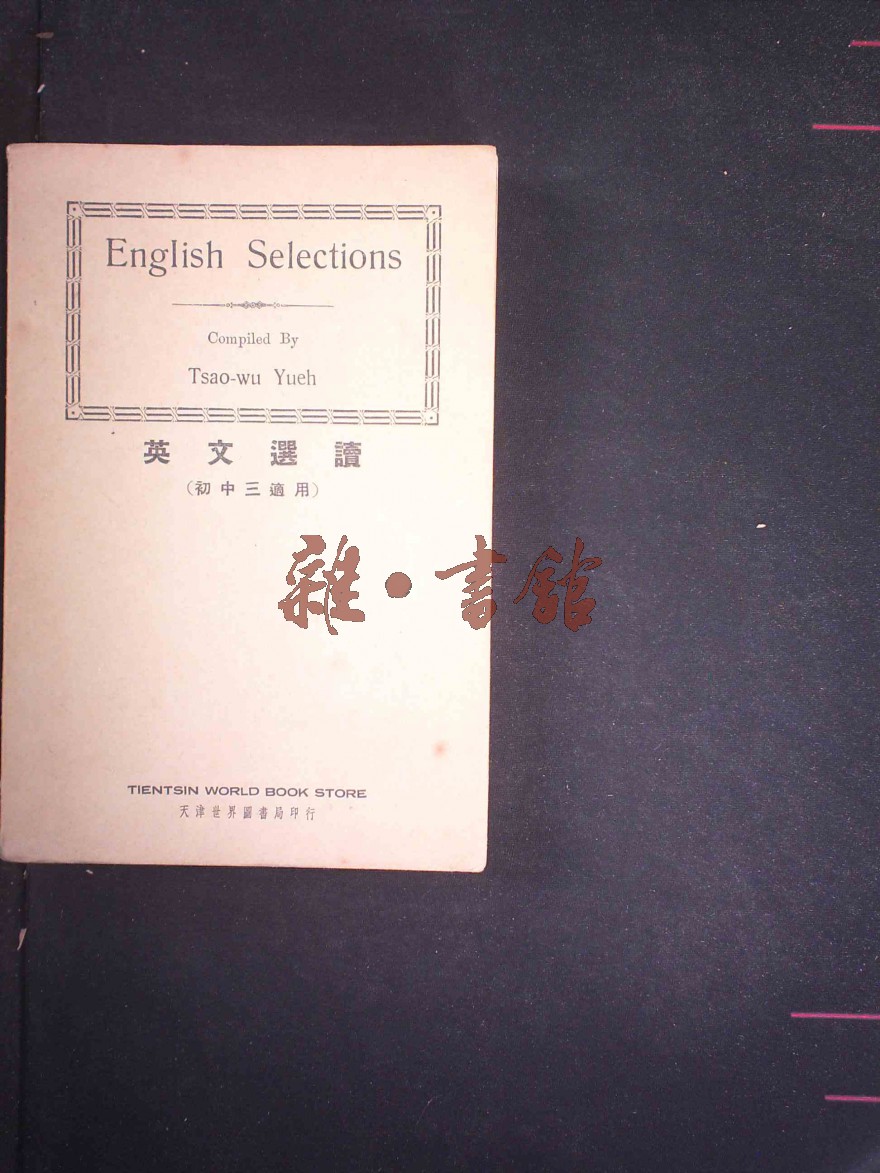 English Selections
Compiled By
Tsao-wu Yueh
英文選讀
（初中三適用）
雜•書館
TIENTSIN WORLD BOOK STORE
天津世界圖書局印行